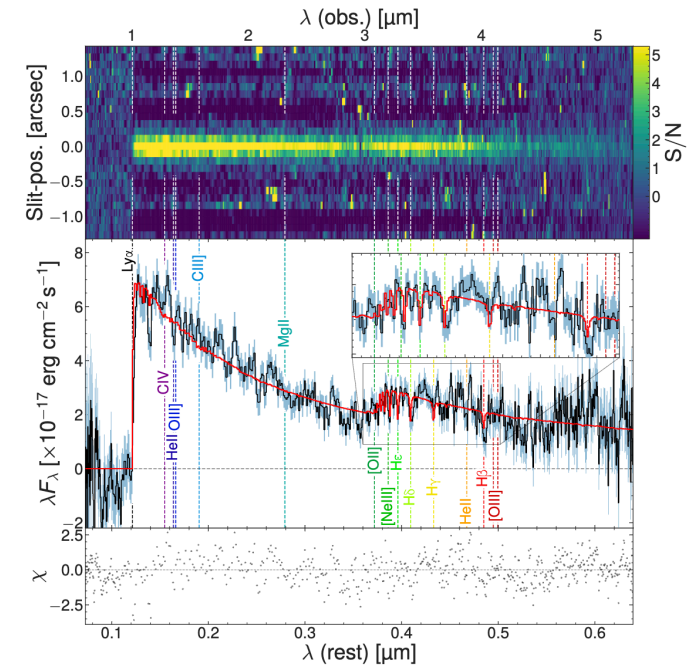 λ (obs.) [μm]
1 2 3 4 5
Slit-pos. [arcsec]
1.0
0.5
0.0
−0.5
−1.0
5
4
3
2
1
0
S/N
λFλ [×10⁻¹⁷ erg cm⁻² s⁻¹]
8
6
4
2
0
−2
Lyα
CIV
HeII
OIII]
CIII]
MgII
[OII]
[NeIII]
Hε
Hδ
Hγ
HeII
Hβ
[OIII]
χ
2.5
0.0
−2.5
0.1 0.2 0.3 0.4 0.5 0.6
λ (rest) [μm]